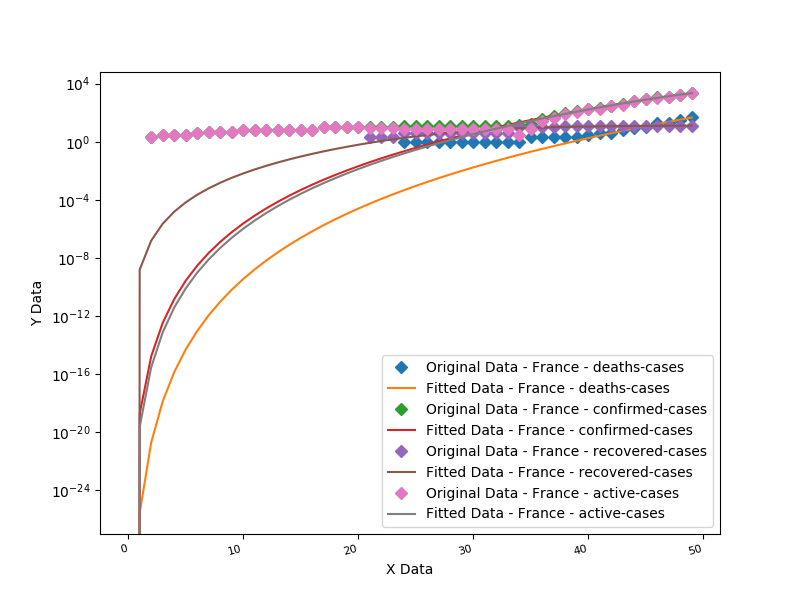 10^4
10^0
10^-4
10^-8
10^-12
10^-16
10^-20
10^-24
Y Data
Original Data - France - deaths-cases
Fitted Data - France - deaths-cases
Original Data - France - confirmed-cases
Fitted Data - France - confirmed-cases
Original Data - France - recovered-cases
Fitted Data - France - recovered-cases
Original Data - France - active-cases
Fitted Data - France - active-cases
0 10 20 30 40 50
X Data